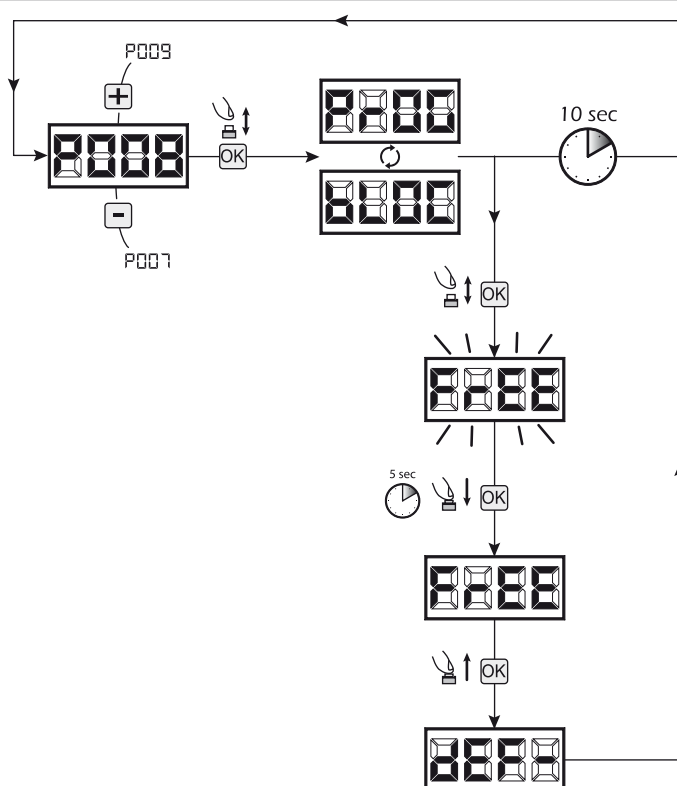 P009
+
10 sec
PrOG
P008
OK
bLOC
-
P007
OK
FrEE
5 sec
OK
FrEE
OK
dEF-